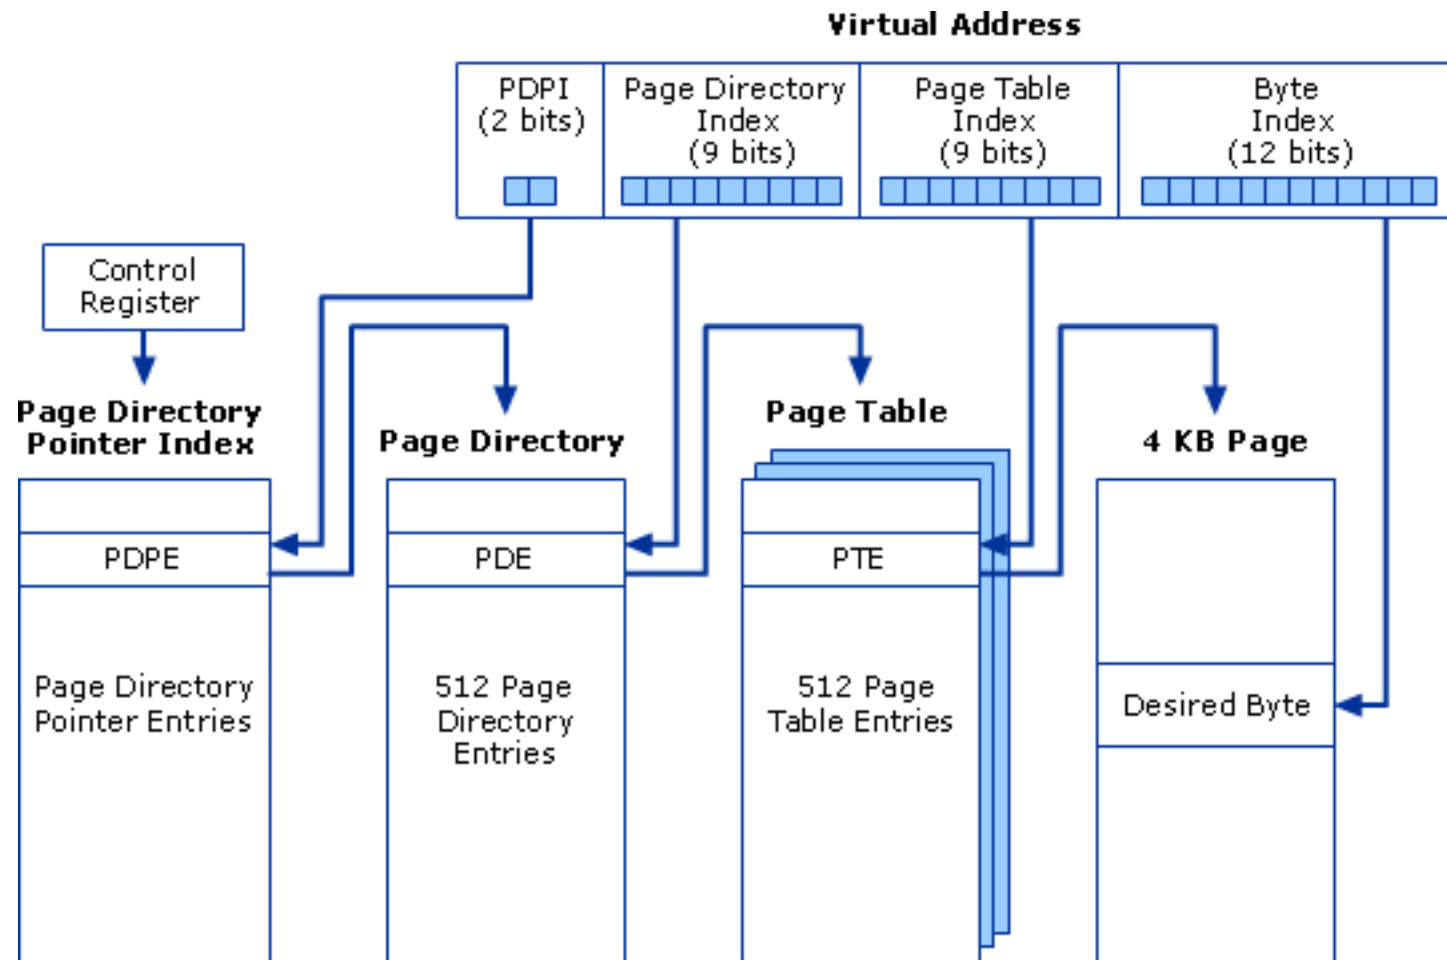 Virtual Address
PDPI
(2 bits)
Page Directory
Index
(9 bits)
Page Table
Index
(9 bits)
Byte
Index
(12 bits)
Control
Register
Page Directory
Pointer Index
Page Directory
Page Table
4 KB Page
PDPE
PDE
PTE
Page Directory
Pointer Entries
512 Page
Directory
Entries
512 Page
Table Entries
Desired Byte